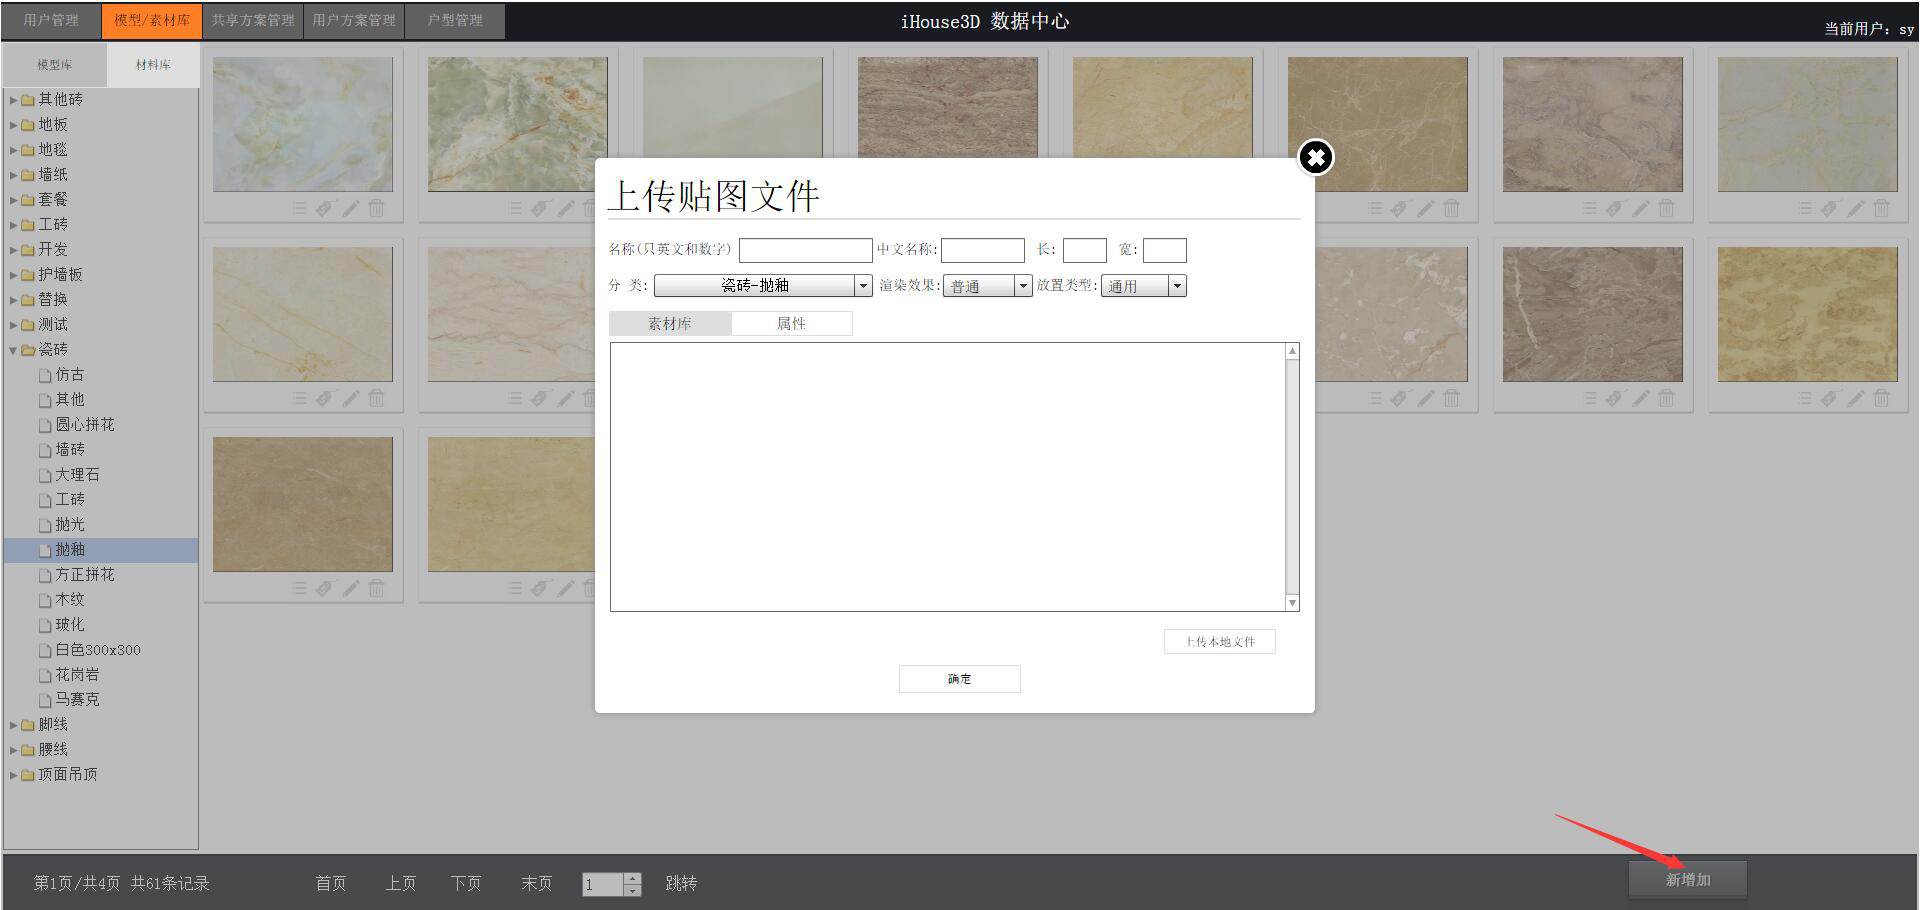 用户管理 模型/素材库 共享方案管理 用户方案管理 户型管理 iHouse3D 数据中心 当前用户: sy
模型库 材料库
其他砖
地板
地毯
墙纸
套餐
工砖
开发
护墙板
替换
测试
瓷砖
仿古
其他
圆心拼花
墙砖
大理石
工砖
抛光
抛釉
方正拼花
木纹
玻化
白色300x300
花岗岩
马赛克
脚线
腰线
顶面吊顶
上传贴图文件
名称(只英文和数字) 中文名称: 长: 宽:
分 类: 瓷砖-抛釉 渲染效果: 普通 放置类型: 通用
素材库 属性
上传本地文件
确定
第1页/共4页 共61条记录 首页 上页 下页 末页 1 跳转 新增加